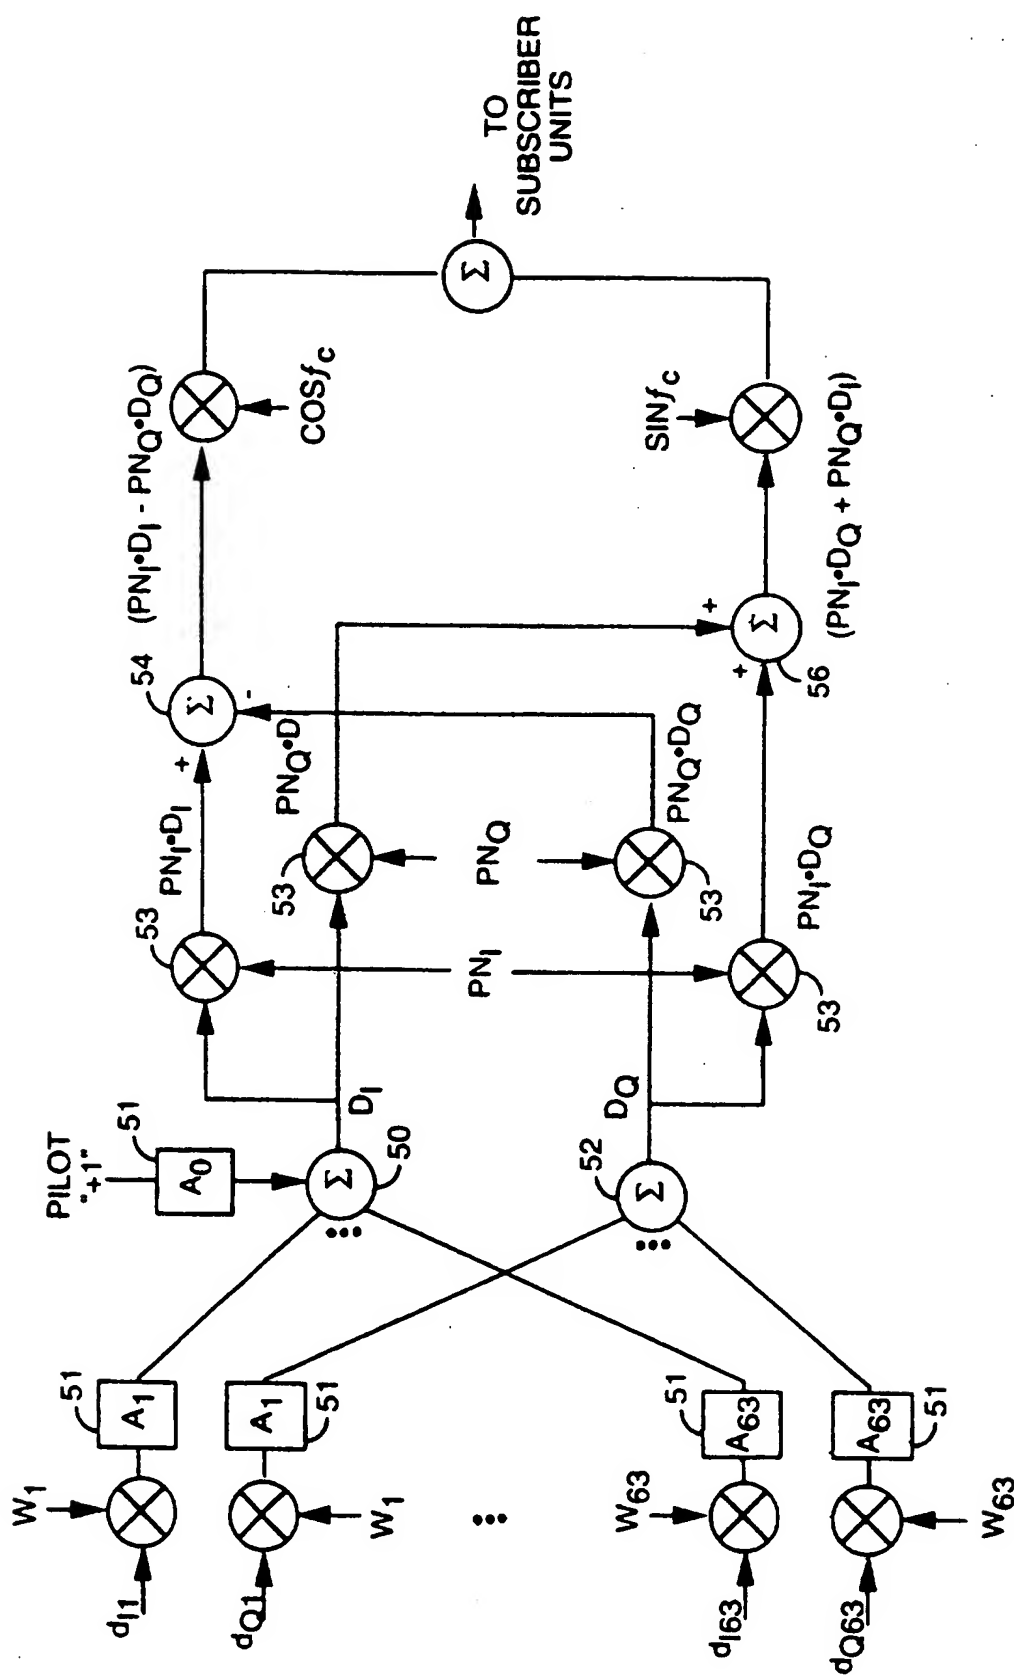 W1
dI1
51
A1
dQ1
W1
A1
51
W63
dI63
51
A63
dQ63
W63
A63
51
PILOT
"+1"
51
A0
Σ
50
DI
52
Σ
DQ
53
PNI•DI
53
PNQ•D
PNI
PNQ
53
PNQ•DQ
53
PNI•DQ
+
54
Σ
-
(PNI•DI - PNQ•DQ)
+
+
Σ
56
(PNI•DQ + PNQ•DI)
COSfc
SINfc
Σ
TO
SUBSCRIBER
UNITS